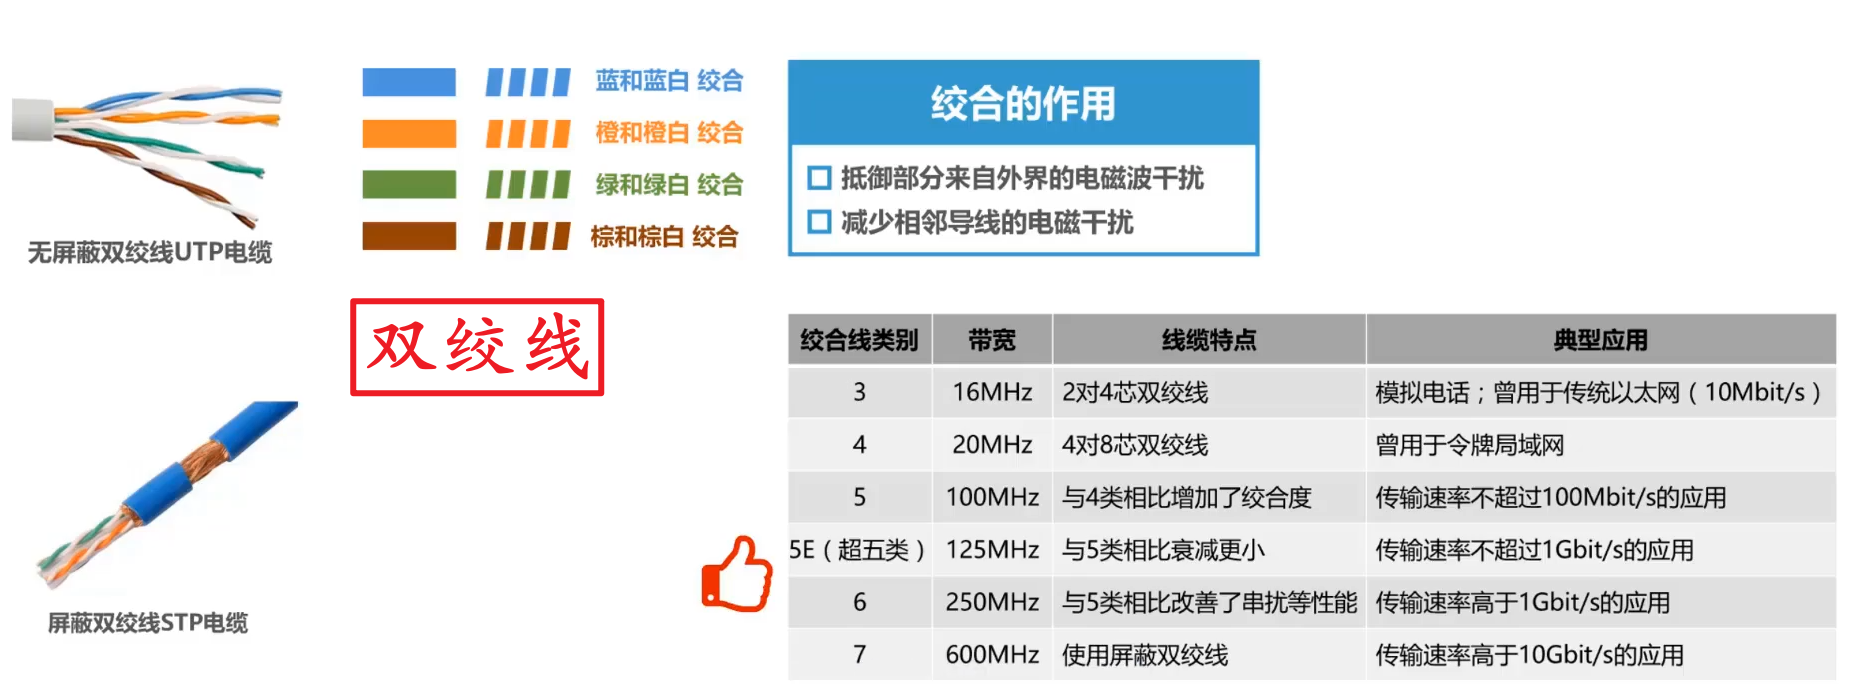 蓝和蓝白 绞合
橙和橙白 绞合
绿和绿白 绞合
棕和棕白 绞合
无屏蔽双绞线UTP电缆
绞合的作用
抵御部分来自外界的电磁波干扰
减少相邻导线的电磁干扰
双绞线
屏蔽双绞线STP电缆
绞合线类别 带宽 线缆特点 典型应用
3 16MHz 2对4芯双绞线 模拟电话；曾用于传统以太网（10Mbit/s）
4 20MHz 4对8芯双绞线 曾用于令牌局域网
5 100MHz 与4类相比增加了绞合度 传输速率不超过100Mbit/s的应用
5E（超五类） 125MHz 与5类相比衰减更小 传输速率不超过1Gbit/s的应用
6 250MHz 与5类相比改善了串扰等性能 传输速率高于1Gbit/s的应用
7 600MHz 使用屏蔽双绞线 传输速率高于10Gbit/s的应用